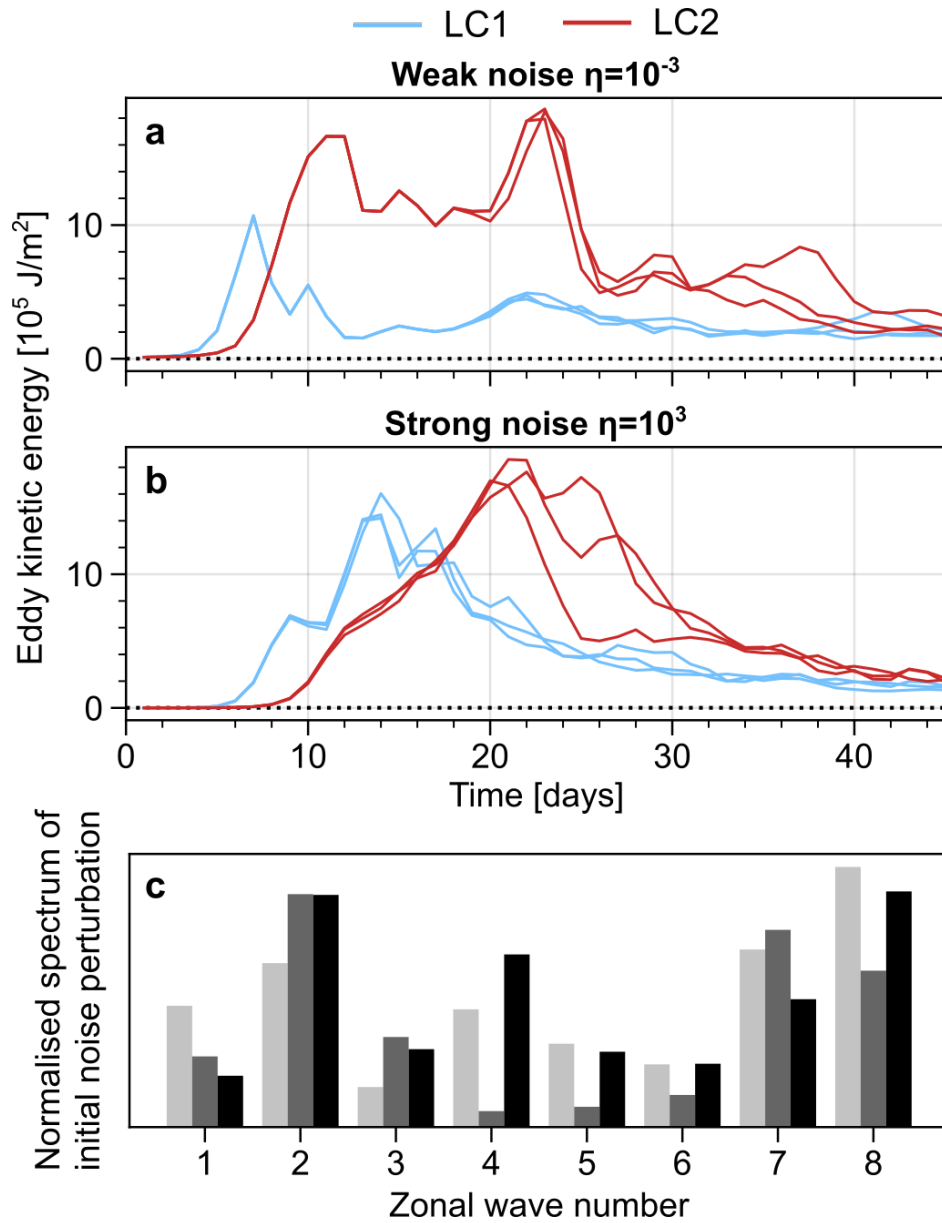 LC1 LC2
Weak noise η=10⁻³
a
10
0
Eddy kinetic energy [10⁵ J/m²]
Strong noise η=10³
b
10
0
0 10 20 30 40
Time [days]
Normalised spectrum of
initial noise perturbation
c
1 2 3 4 5 6 7 8
Zonal wave number